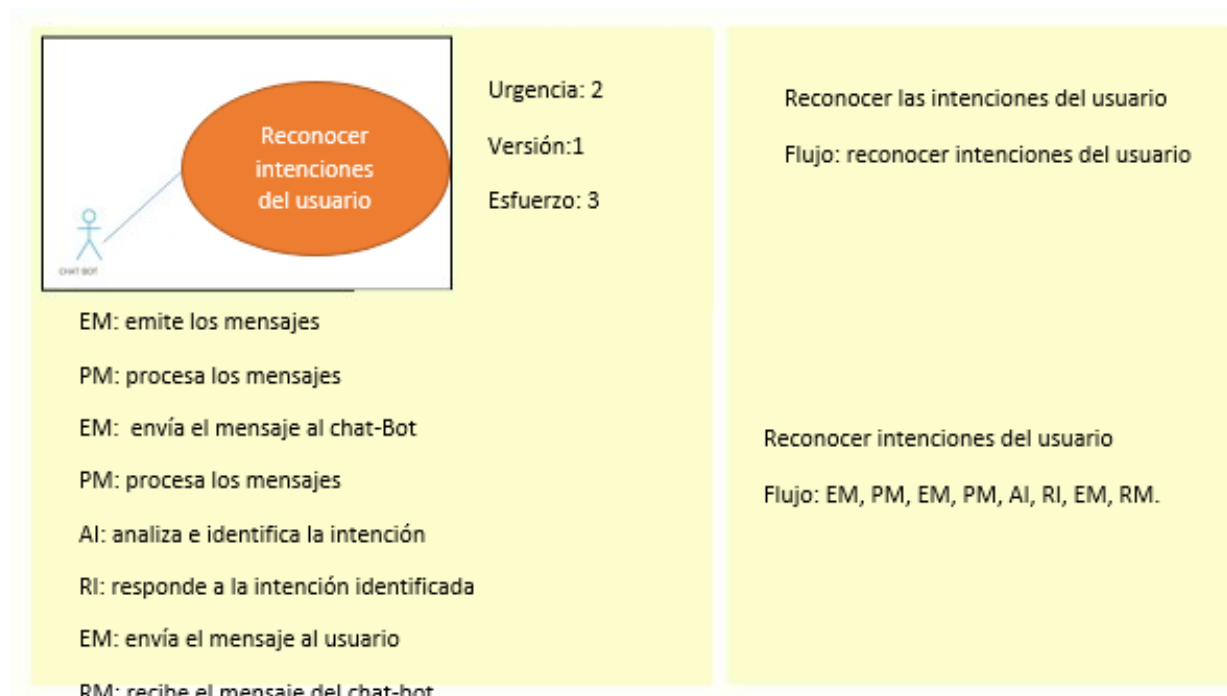 Reconocer
intenciones
del usuario
CHAT BOT
Urgencia: 2
Versión:1
Esfuerzo: 3
EM: emite los mensajes
PM: procesa los mensajes
EM:  envía el mensaje al chat-Bot
PM: procesa los mensajes
AI: analiza e identifica la intención
RI: responde a la intención identificada
EM: envía el mensaje al usuario
RM: recibe el mensaje del chat-bot
Reconocer las intenciones del usuario
Flujo: reconocer intenciones del usuario
Reconocer intenciones del usuario
Flujo: EM, PM, EM, PM, AI, RI, EM, RM.